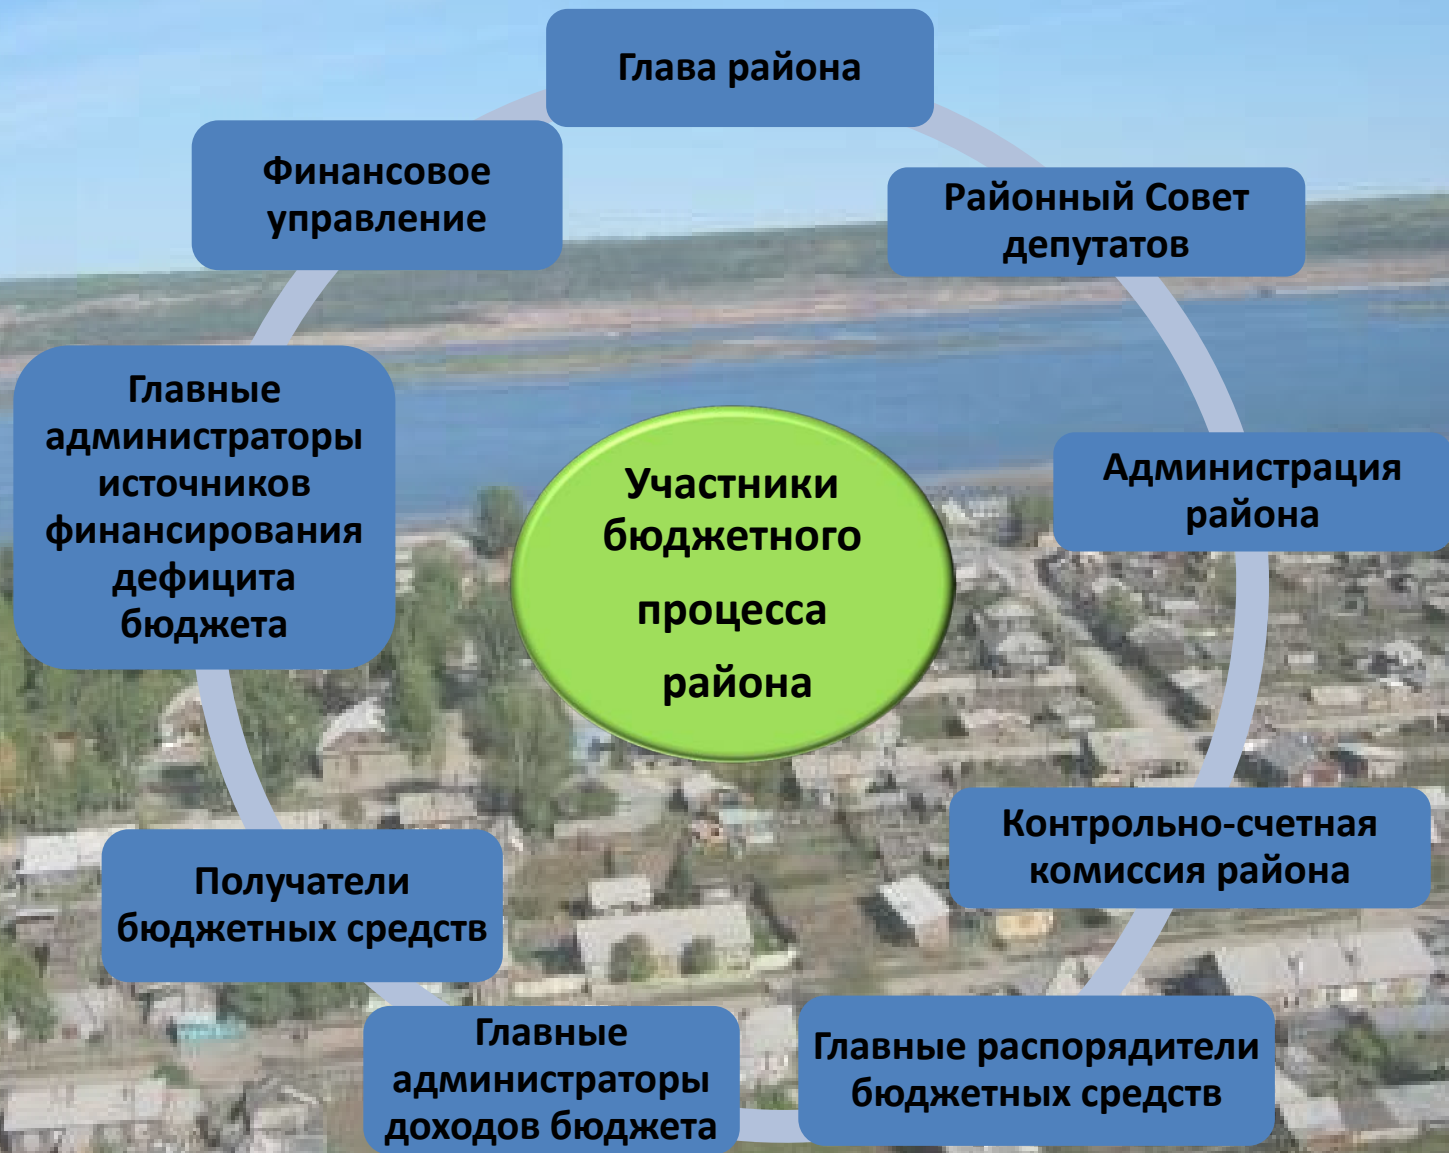 Глава района
Финансовое
управление
Районный Совет
депутатов
Главные
администраторы
источников
финансирования
дефицита
бюджета
Участники
бюджетного
процесса
района
Администрация
района
Контрольно-счетная
комиссия района
Получатели
бюджетных средств
Главные
администраторы
доходов бюджета
Главные распорядители
бюджетных средств